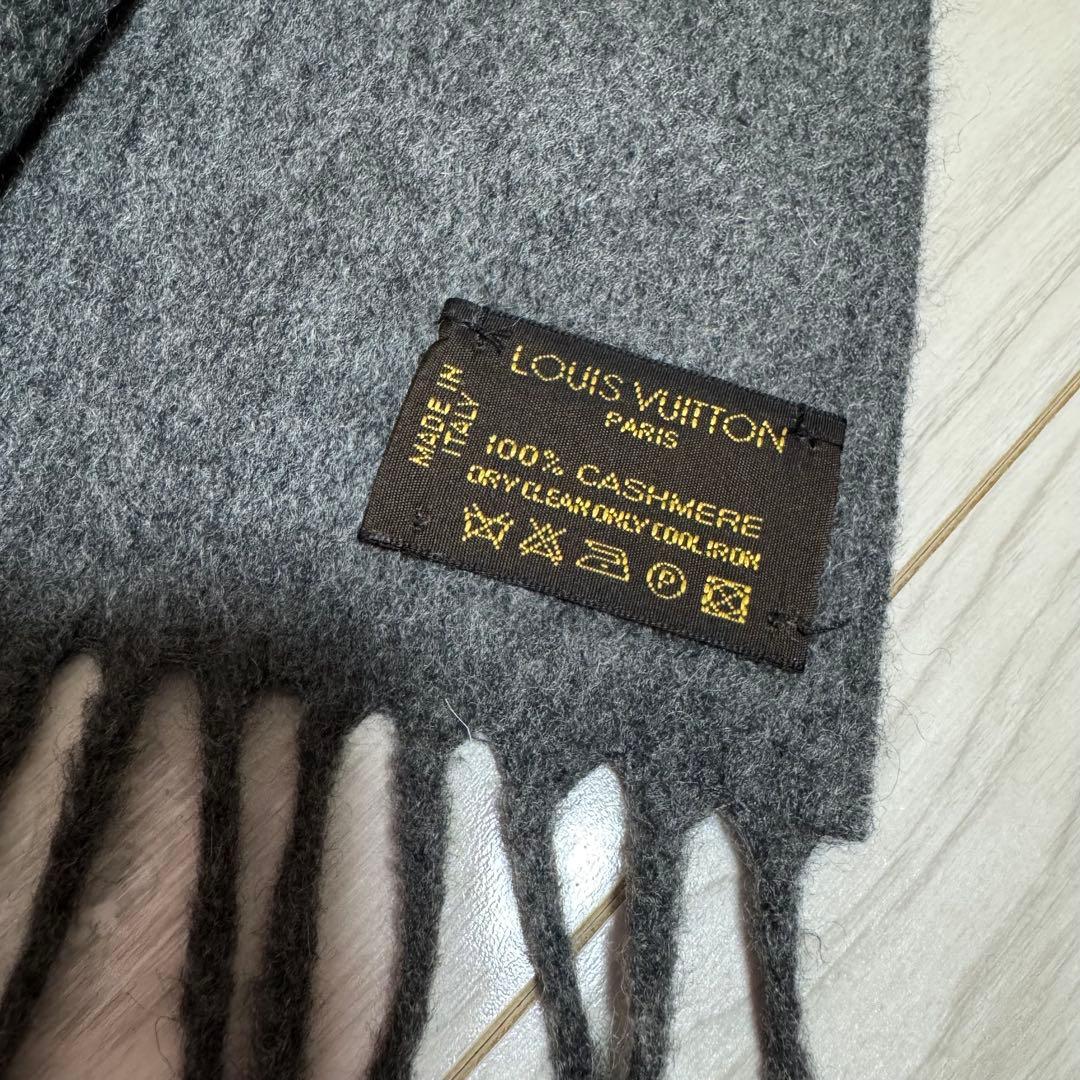 LOUIS VUITTON
PARIS
MADE IN
ITALY
100% CASHMERE
DRY CLEAN ONLY COOL IRON
P